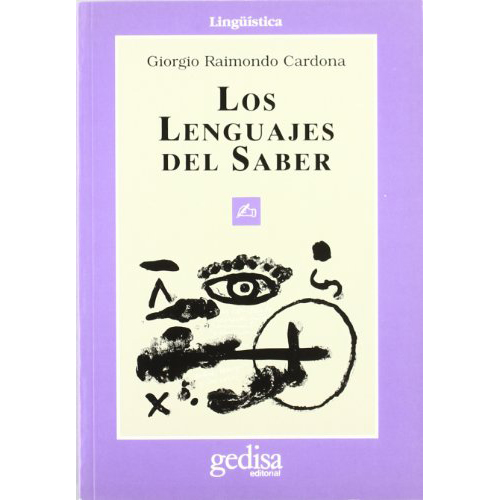 Lingüística
Giorgio Raimondo Cardona
LOS
LENGUAJES
DEL SABER
gedisa
editorial